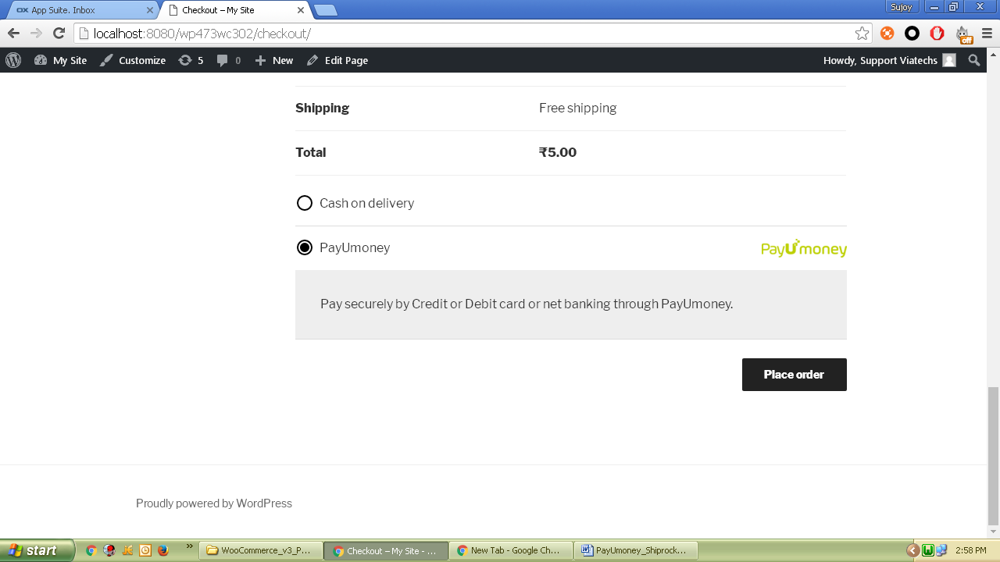 App Suite. Inbox
Checkout – My Site
Sujoy
localhost:8080/wp473wc302/checkout/
off
My Site
Customize
5
0
New
Edit Page
Howdy, Support Viatechs
Shipping Free shipping
Total ₹5.00
Cash on delivery
PayUmoney
PayUmoney
Pay securely by Credit or Debit card or net banking through PayUmoney.
Place order
Proudly powered by WordPress
start
WooCommerce_v3_P...
Checkout – My Site - ...
New Tab - Google Ch...
PayUmoney_Shiprock...
2:58 PM